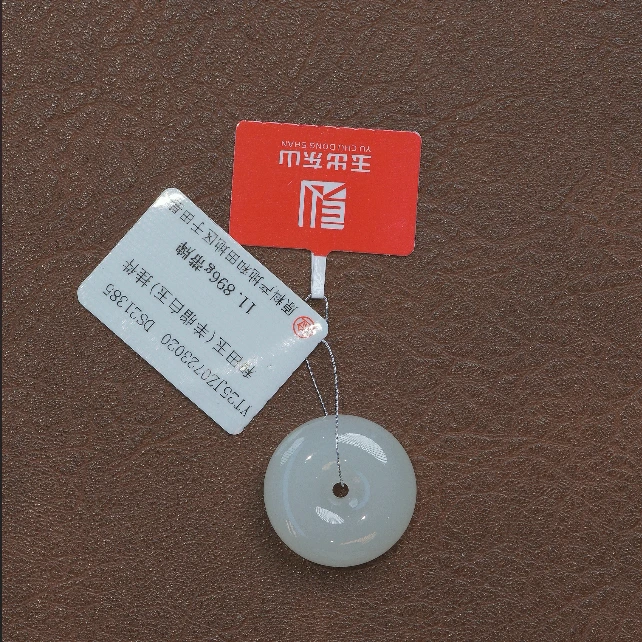 玉出东山
YU CHU DONG SHAN
YT25JZ0723020 DS21385
和田玉(羊脂白玉)挂件
11.896g带牌
原料产地和田地区于田县